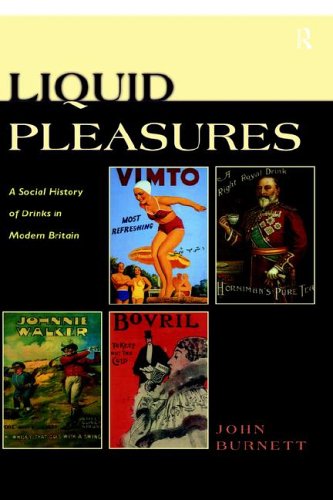 R
LIQUID
PLEASURES
A Social History
of Drinks in
Modern Britain
VIMTO
MOST
REFRESHING
A
Right Royal Drink
HORNIMAN'S PURE TEA
JOHNNIE
WALKER
BOVRIL
JOHN
BURNETT